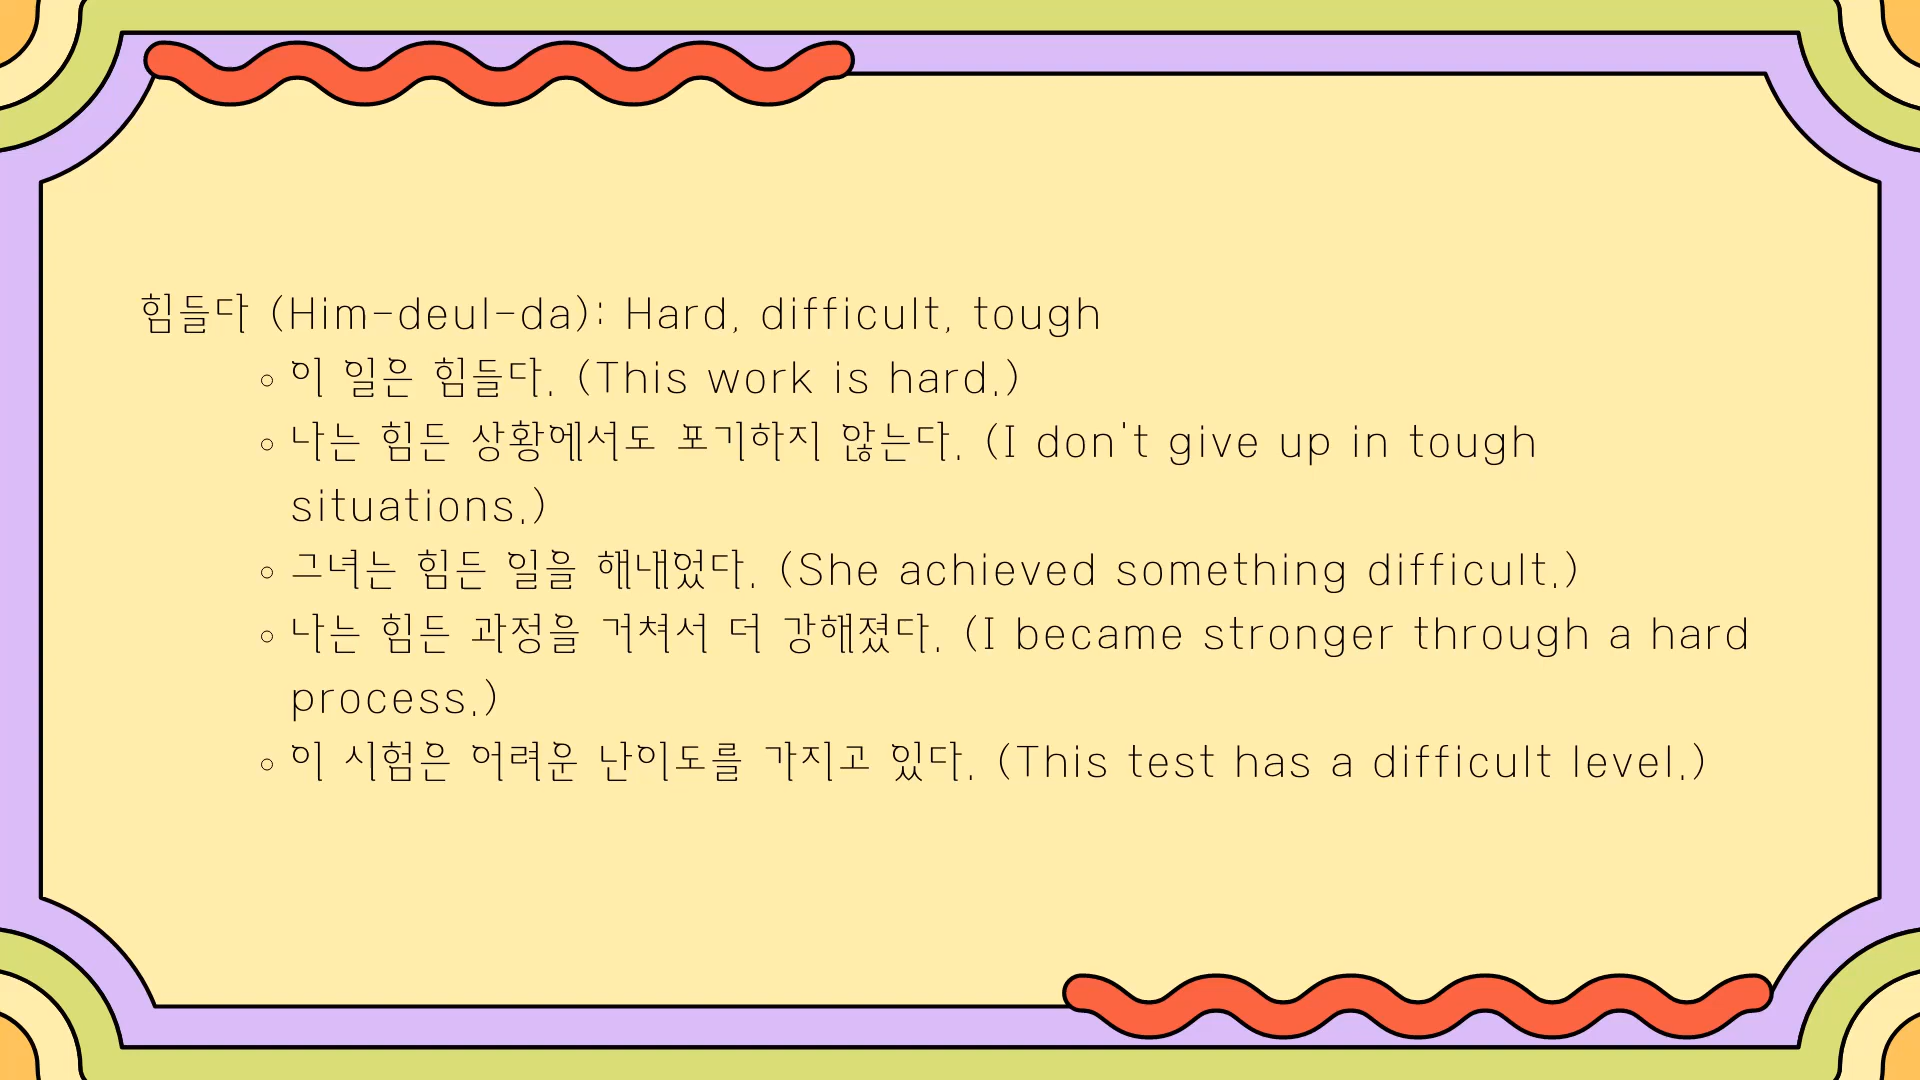 힘들다 (Him-deul-da): Hard, difficult, tough
이 일은 힘들다. (This work is hard.)
나는 힘든 상황에서도 포기하지 않는다. (I don't give up in tough
situations.)
그녀는 힘든 일을 해내었다. (She achieved something difficult.)
나는 힘든 과정을 거쳐서 더 강해졌다. (I became stronger through a hard
process.)
이 시험은 어려운 난이도를 가지고 있다. (This test has a difficult level.)